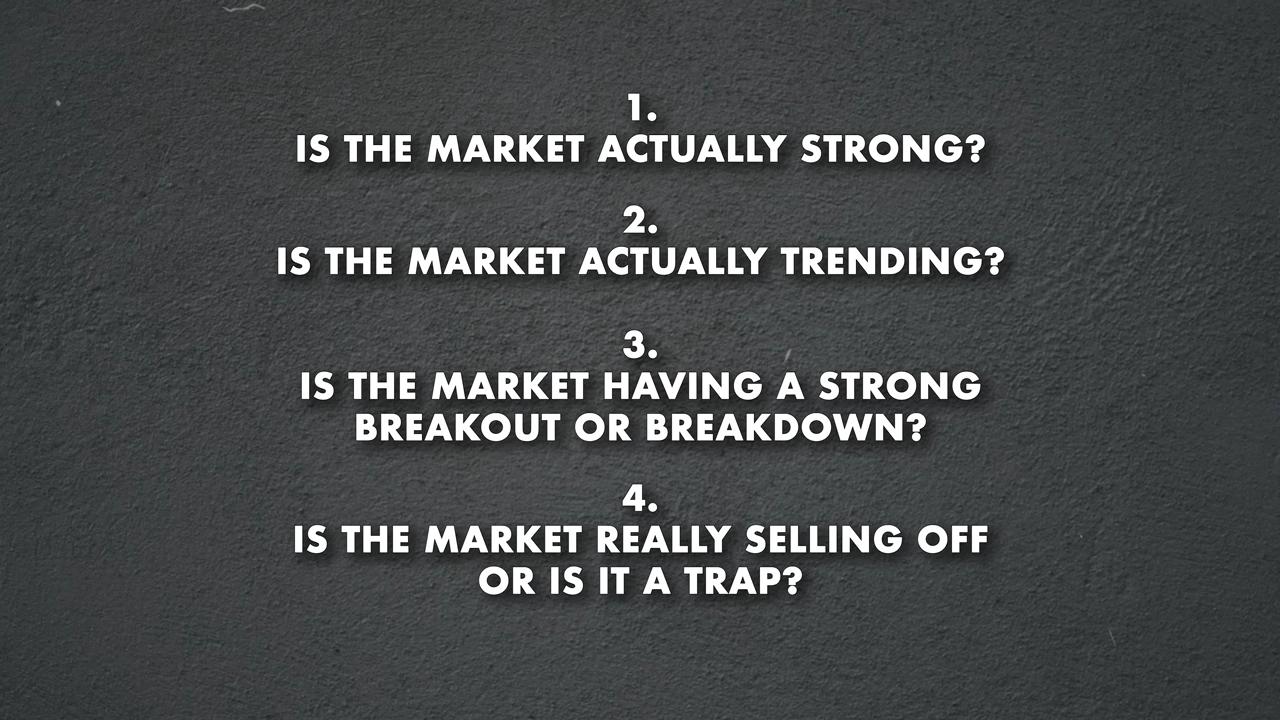 1.
IS THE MARKET ACTUALLY STRONG?
2.
IS THE MARKET ACTUALLY TRENDING?
3.
IS THE MARKET HAVING A STRONG
BREAKOUT OR BREAKDOWN?
4.
IS THE MARKET REALLY SELLING OFF
OR IS IT A TRAP?